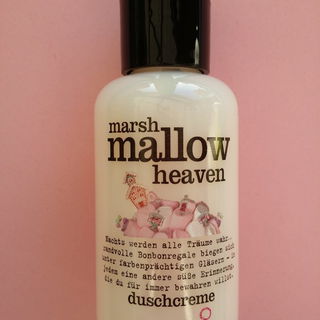 marsh
mallow
heaven
Nachts werden alle Träume wahr.
randvolle Bonbonregale biegen sich
unter farbenprächtigen Gläsern - in
jedem eine andere süße Erinnerung,
die du für immer bewahren willst.
duschcreme